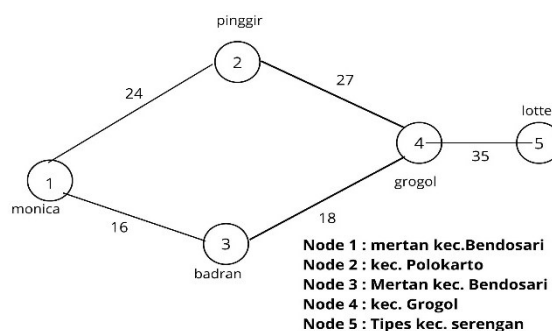 pinggir
2
24
27
lotte
4
5
35
1
grogol
monica
16
18
3
badran
Node 1 : mertan kec.Bendosari
Node 2 : kec. Polokarto
Node 3 : Mertan kec. Bendosari
Node 4 : kec. Grogol
Node 5 : Tipes kec. serengan